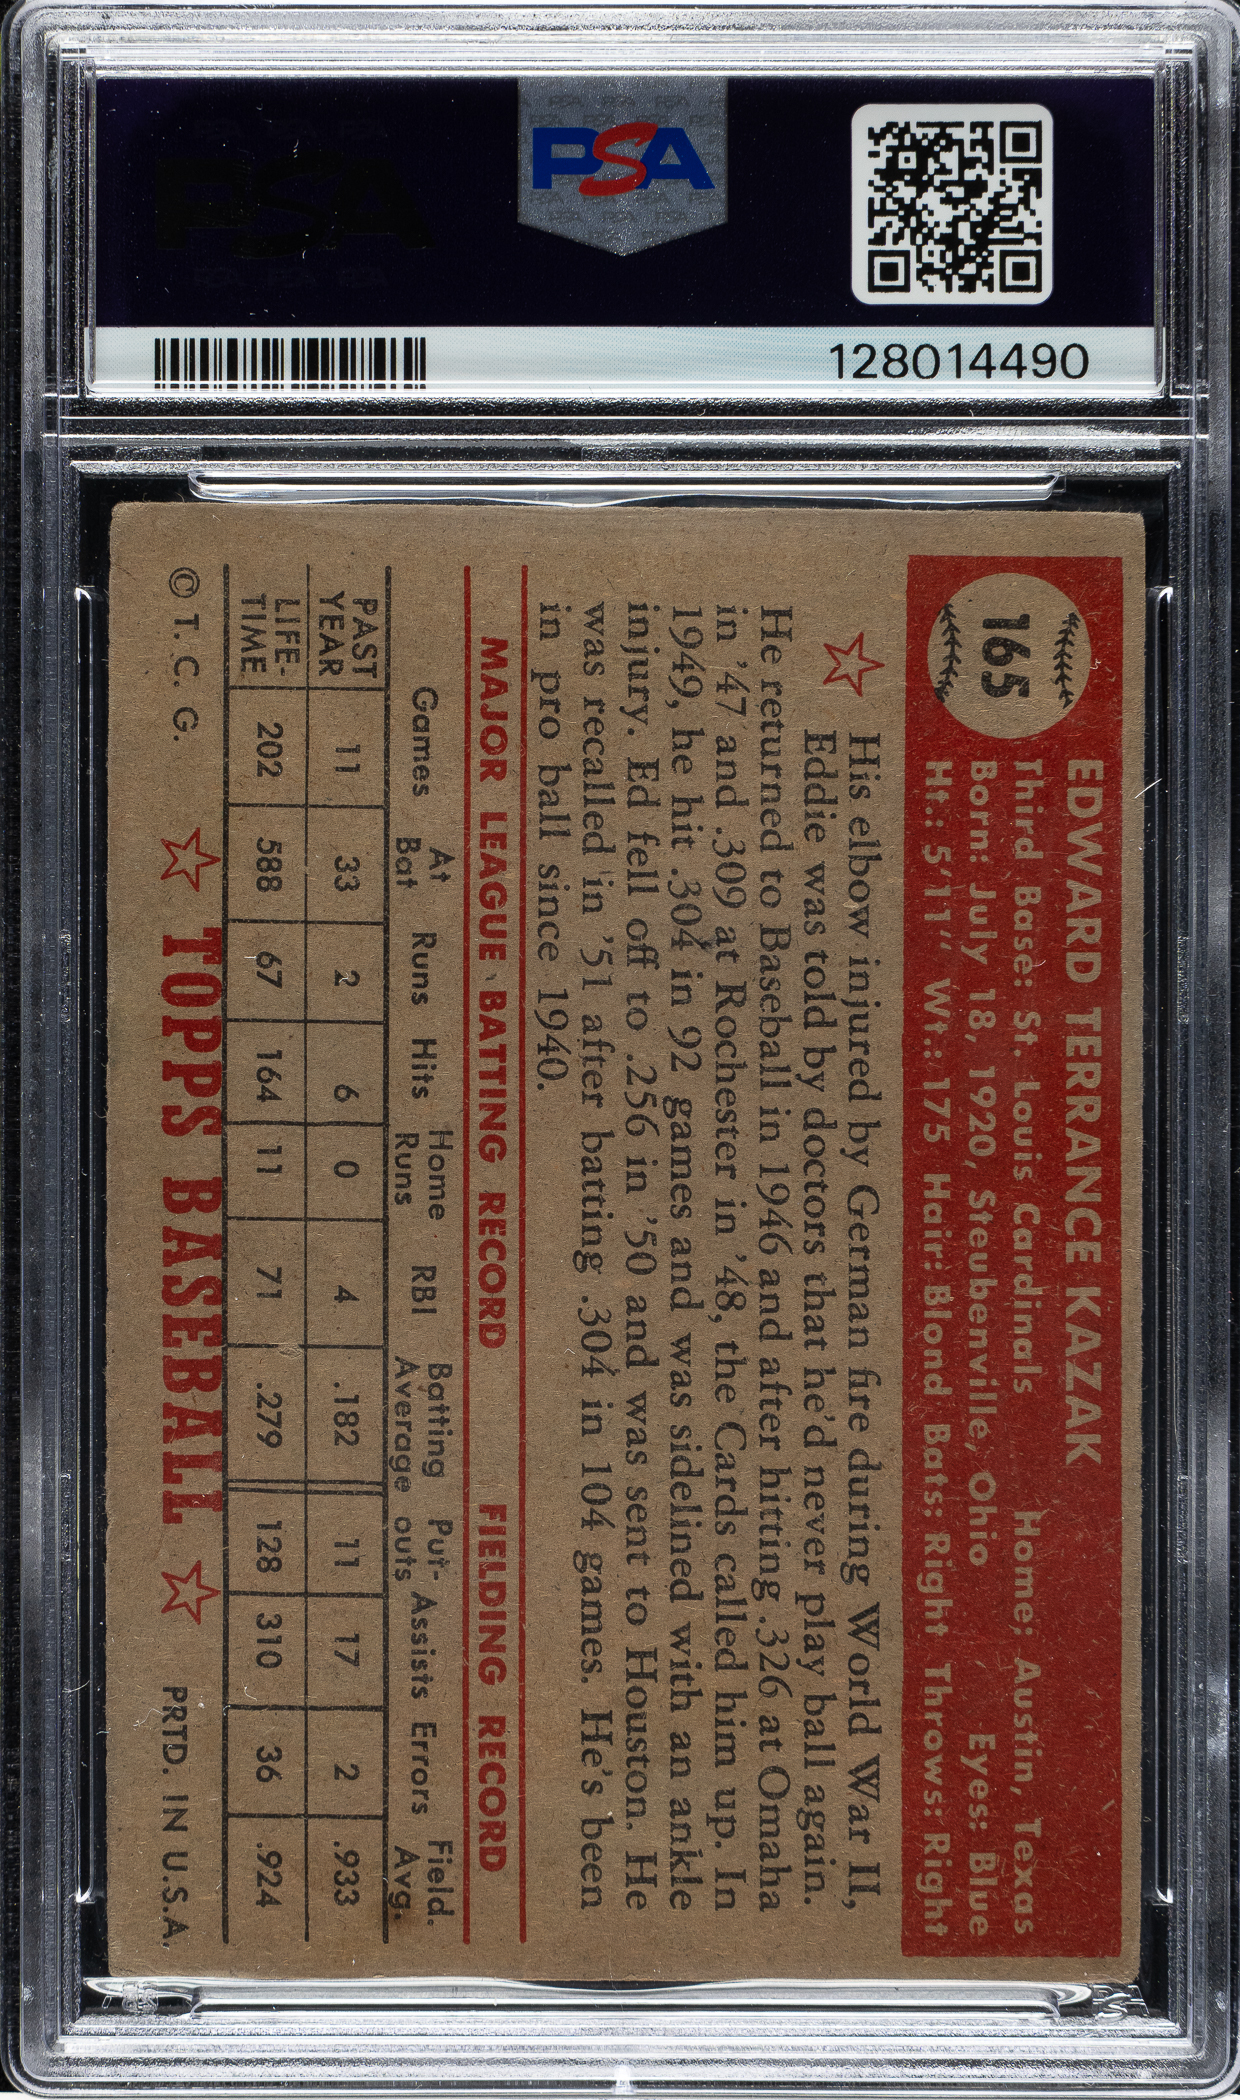 PSA
PSA
128014490
165
EDWARD TERRANCE KAZAK
Third Base: St. Louis Cardinals Home: Austin, Texas
Born: July 18, 1920, Steubenville, Ohio Eyes: Blue
Ht.: 5'11" Wt.: 175 Hair: Blond Bats: Right Throws: Right
His elbow injured by German fire during World War II,
Eddie was told by doctors that he'd never play ball again.
He returned to Baseball in 1946 and after hitting .326 at Omaha
in '47 and .309 at Rochester in '48, the Cards called him up. In
1949, he hit .304 in 92 games and was sidelined with an ankle
injury. Ed fell off to .256 in '50 and was sent to Houston. He
was recalled in '51 after batting .304 in 104 games. He's been
in pro ball since 1940.
MAJOR LEAGUE BATTING RECORD FIELDING RECORD
Games At Bat Runs Hits Home Runs RBI Batting Average Put-outs Assists Errors Field. Avg.
PAST YEAR 11 33 2 6 0 4 .182 11 17 2 .933
LIFE-TIME 202 588 67 164 11 71 .279 128 310 36 .924
© T. C. G. TOPPS BASEBALL PRTD. IN U.S.A.